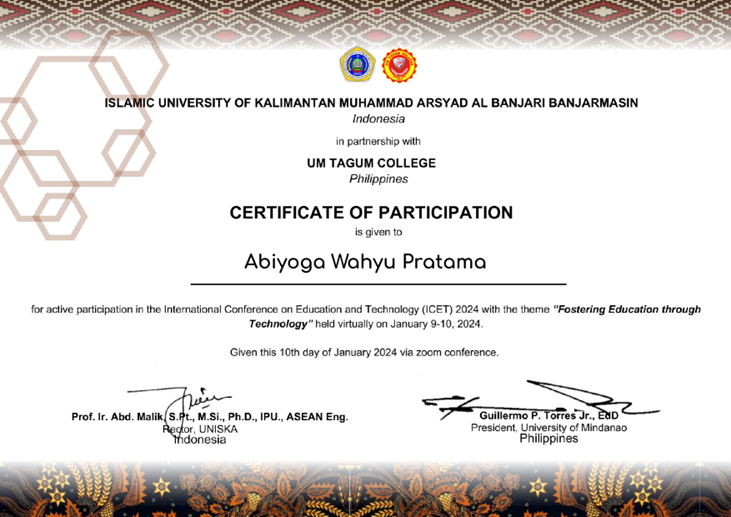 ISLAMIC UNIVERSITY OF KALIMANTAN MUHAMMAD ARSYAD AL BANJARI BANJARMASIN
Indonesia
in partnership with
UM TAGUM COLLEGE
Philippines
CERTIFICATE OF PARTICIPATION
is given to
Abiyoga Wahyu Pratama
for active participation in the International Conference on Education and Technology (ICET) 2024 with the theme "Fostering Education through
Technology" held virtually on January 9-10, 2024.
Given this 10th day of January 2024 via zoom conference.
Prof. Ir. Abd. Malik, S.Pt., M.Si., Ph.D., IPU., ASEAN Eng.
Rector, UNISKA
Indonesia
Guillermo P. Torres Jr., EdD
President, University of Mindanao
Philippines